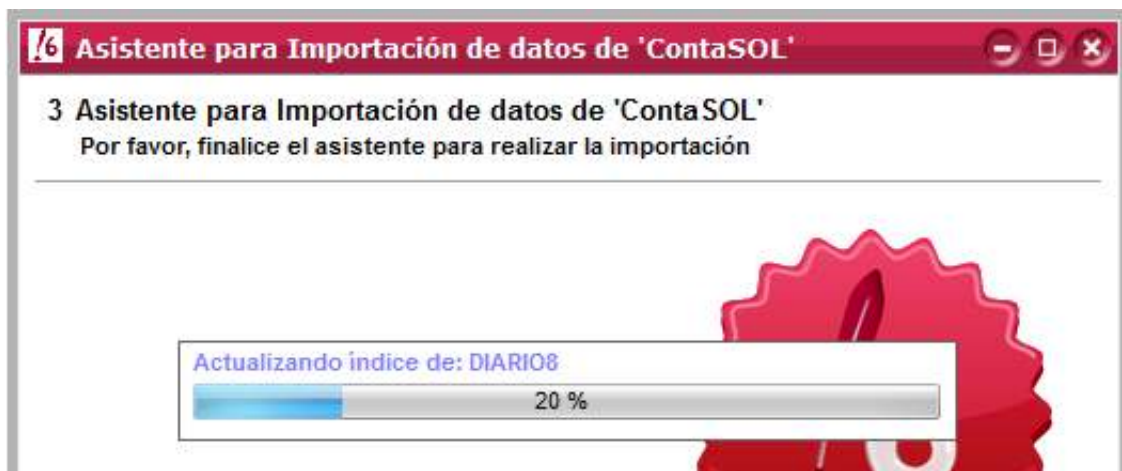 Asistente para Importación de datos de 'ContaSOL'
3 Asistente para Importación de datos de 'ContaSOL'
Por favor, finalice el asistente para realizar la importación
Actualizando índice de: DIARIO8
20 %